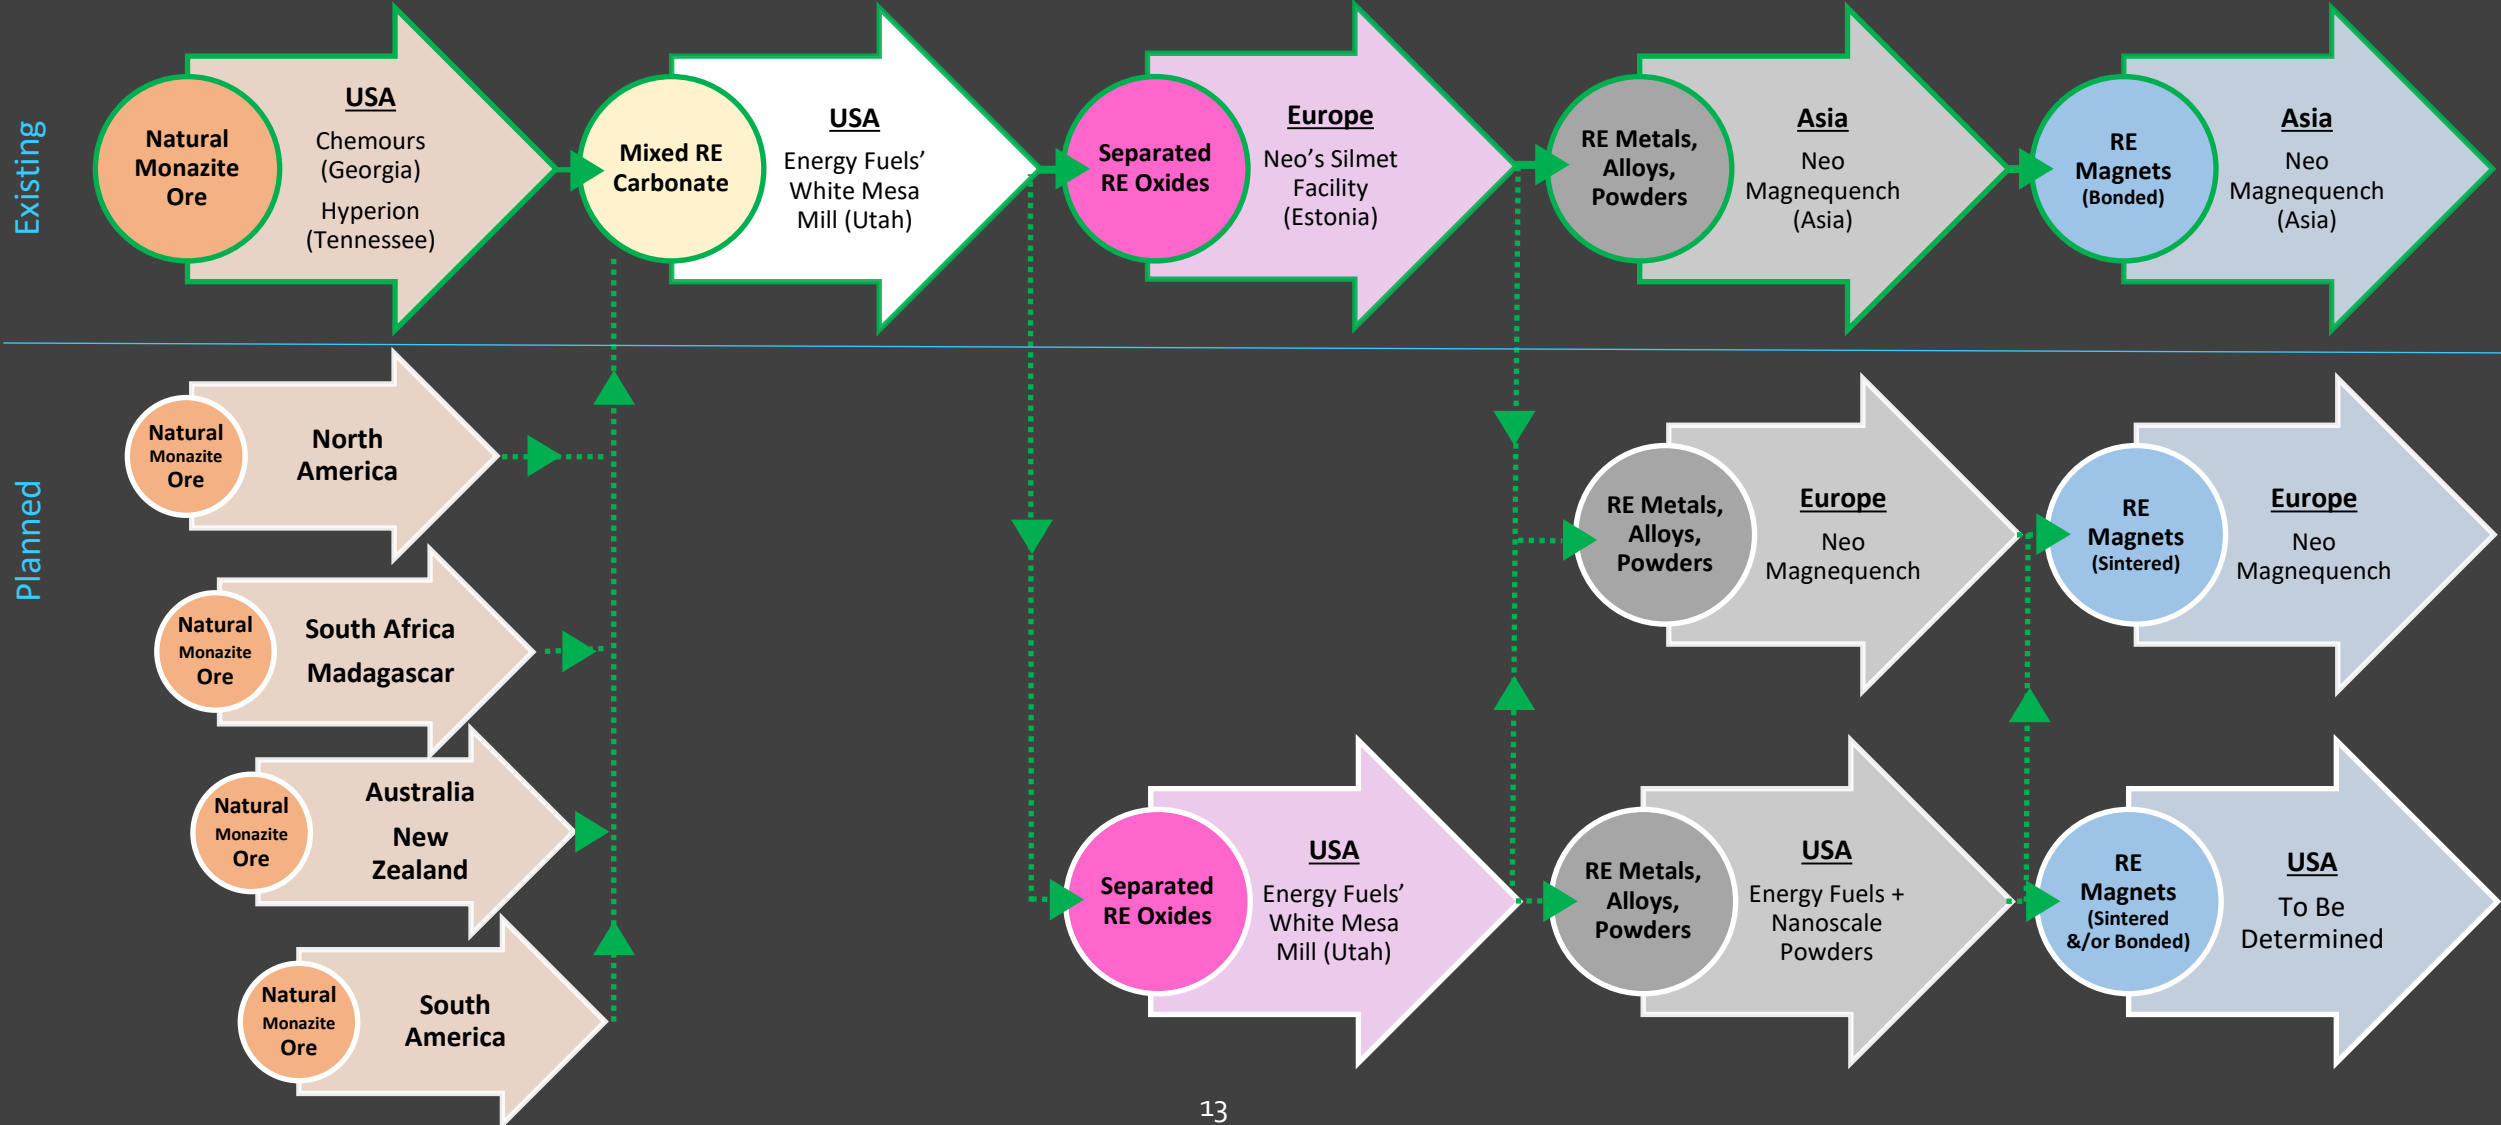 Existing
Natural
Monazite
Ore
USA
Chemours
(Georgia)
Hyperion
(Tennessee)
Mixed RE
Carbonate
USA
Energy Fuels’
White Mesa
Mill (Utah)
Separated
RE Oxides
Europe
Neo’s Silmet
Facility
(Estonia)
RE Metals,
Alloys,
Powders
Asia
Neo
Magnequench
(Asia)
RE
Magnets
(Bonded)
Asia
Neo
Magnequench
(Asia)
Planned
Natural
Monazite
Ore
North
America
Natural
Monazite
Ore
South Africa
Madagascar
Natural
Monazite
Ore
Australia
New
Zealand
Natural
Monazite
Ore
South
America
RE Metals,
Alloys,
Powders
Europe
Neo
Magnequench
RE
Magnets
(Sintered)
Europe
Neo
Magnequench
Separated
RE Oxides
USA
Energy Fuels’
White Mesa
Mill (Utah)
RE Metals,
Alloys,
Powders
USA
Energy Fuels +
Nanoscale
Powders
RE
Magnets
(Sintered
&/or Bonded)
USA
To Be
Determined
13